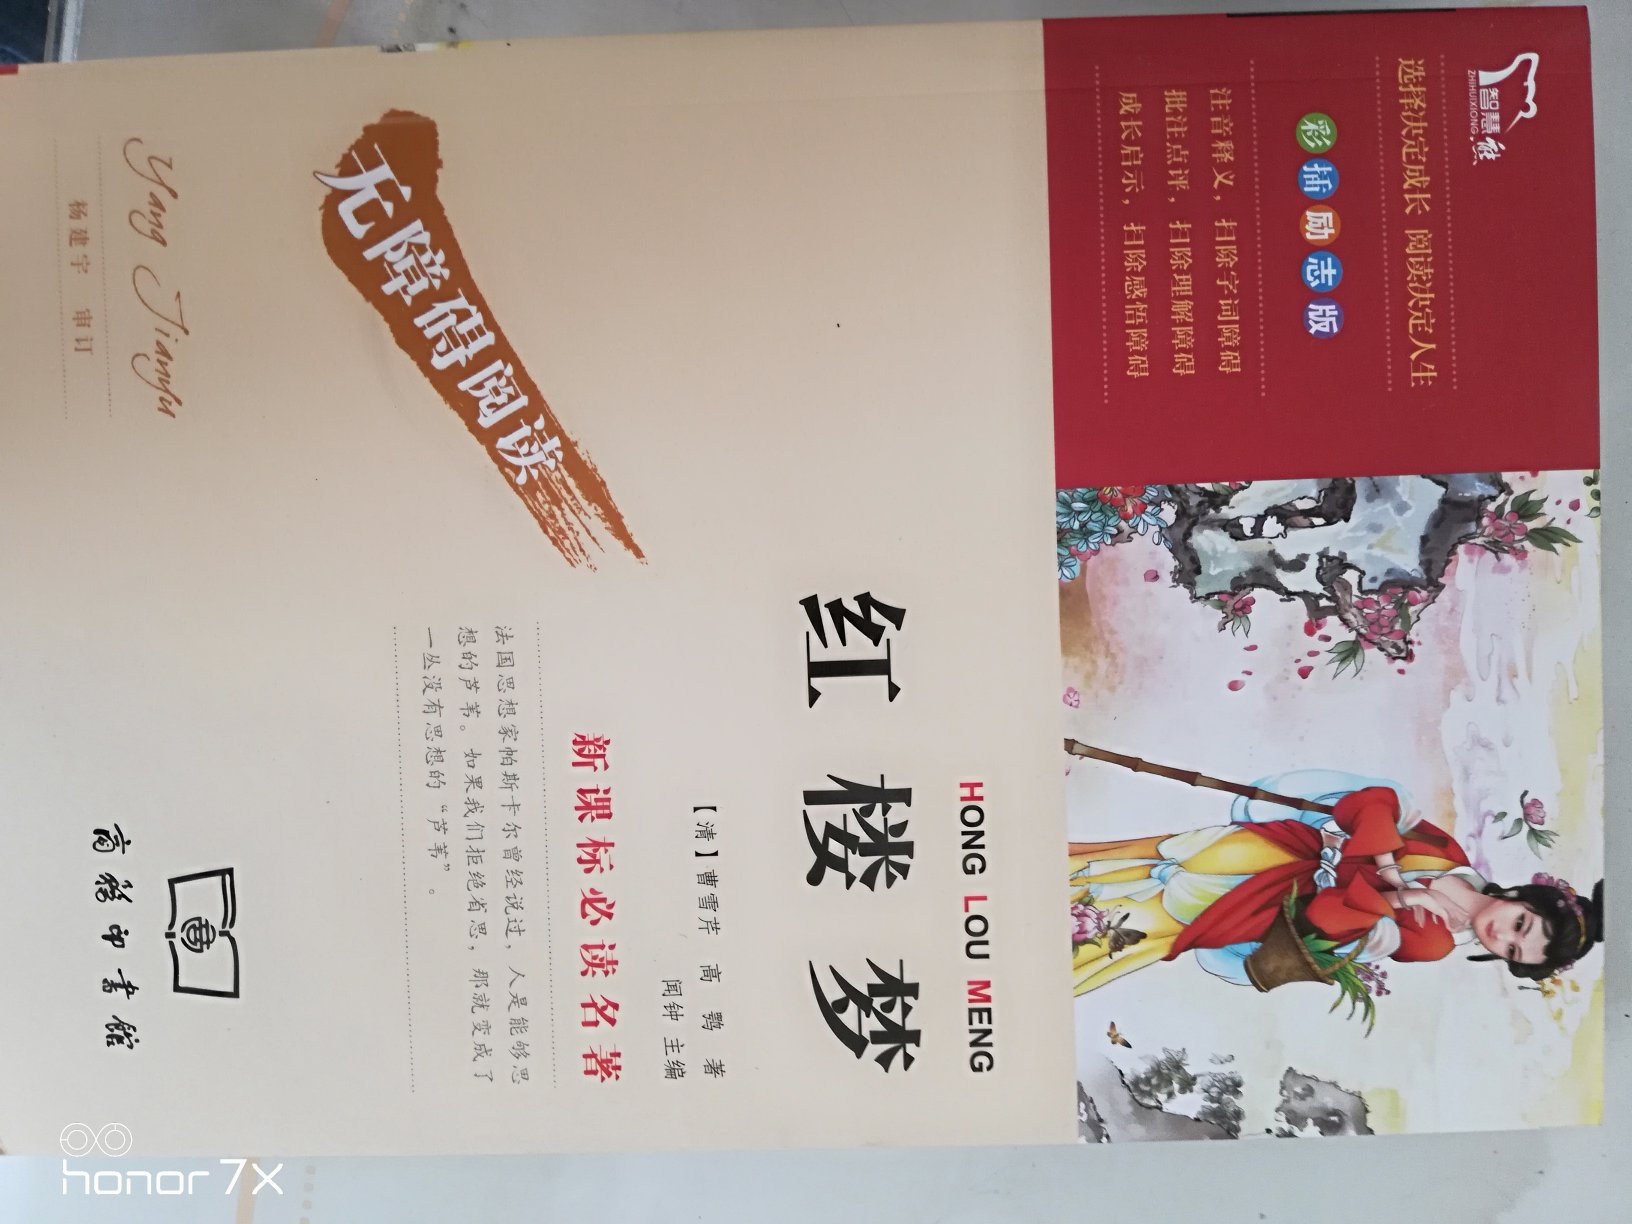 智慧熊
ZHIHUIXIONG
选择决定成长 阅读决定人生
彩插励志版
注音释义，扫除字词障碍
批注点评，扫除理解障碍
成长启示，扫除感悟障碍
HONG LOU MENG
红楼梦
【清】曹雪芹 高 鹗 著
闻钟 主编
新课标必读名著
法国思想家帕斯卡尔曾经说过，人是能够思
想的芦苇。如果我们拒绝省思，那就变成了
一丛没有思想的“芦苇”。
无障碍阅读
Yang Jianyu
杨建宇 审订
商务印书馆
honor 7X